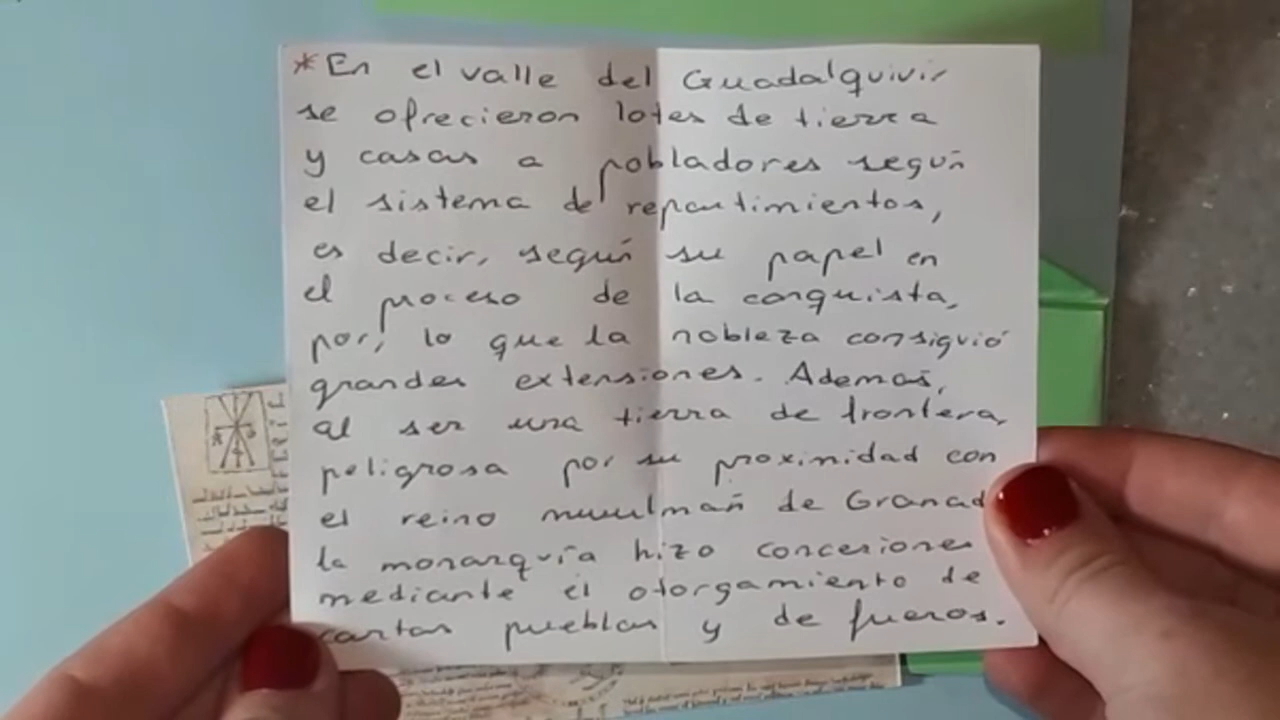 *En el valle del Guadalquivir
se ofrecieron lotes de tierra
y casas a pobladores según
el sistema de repartimientos,
es decir, según su papel en
el proceso de la conquista,
por, lo que la nobleza consiguió
grandes extensiones. Además,
al ser una tierra de frontera,
peligrosa por su proximidad con
el reino musulmañ de Granad
la monarquía hizo concesiones
mediante el otorgamiento de
cartas pueblas y de fueros.